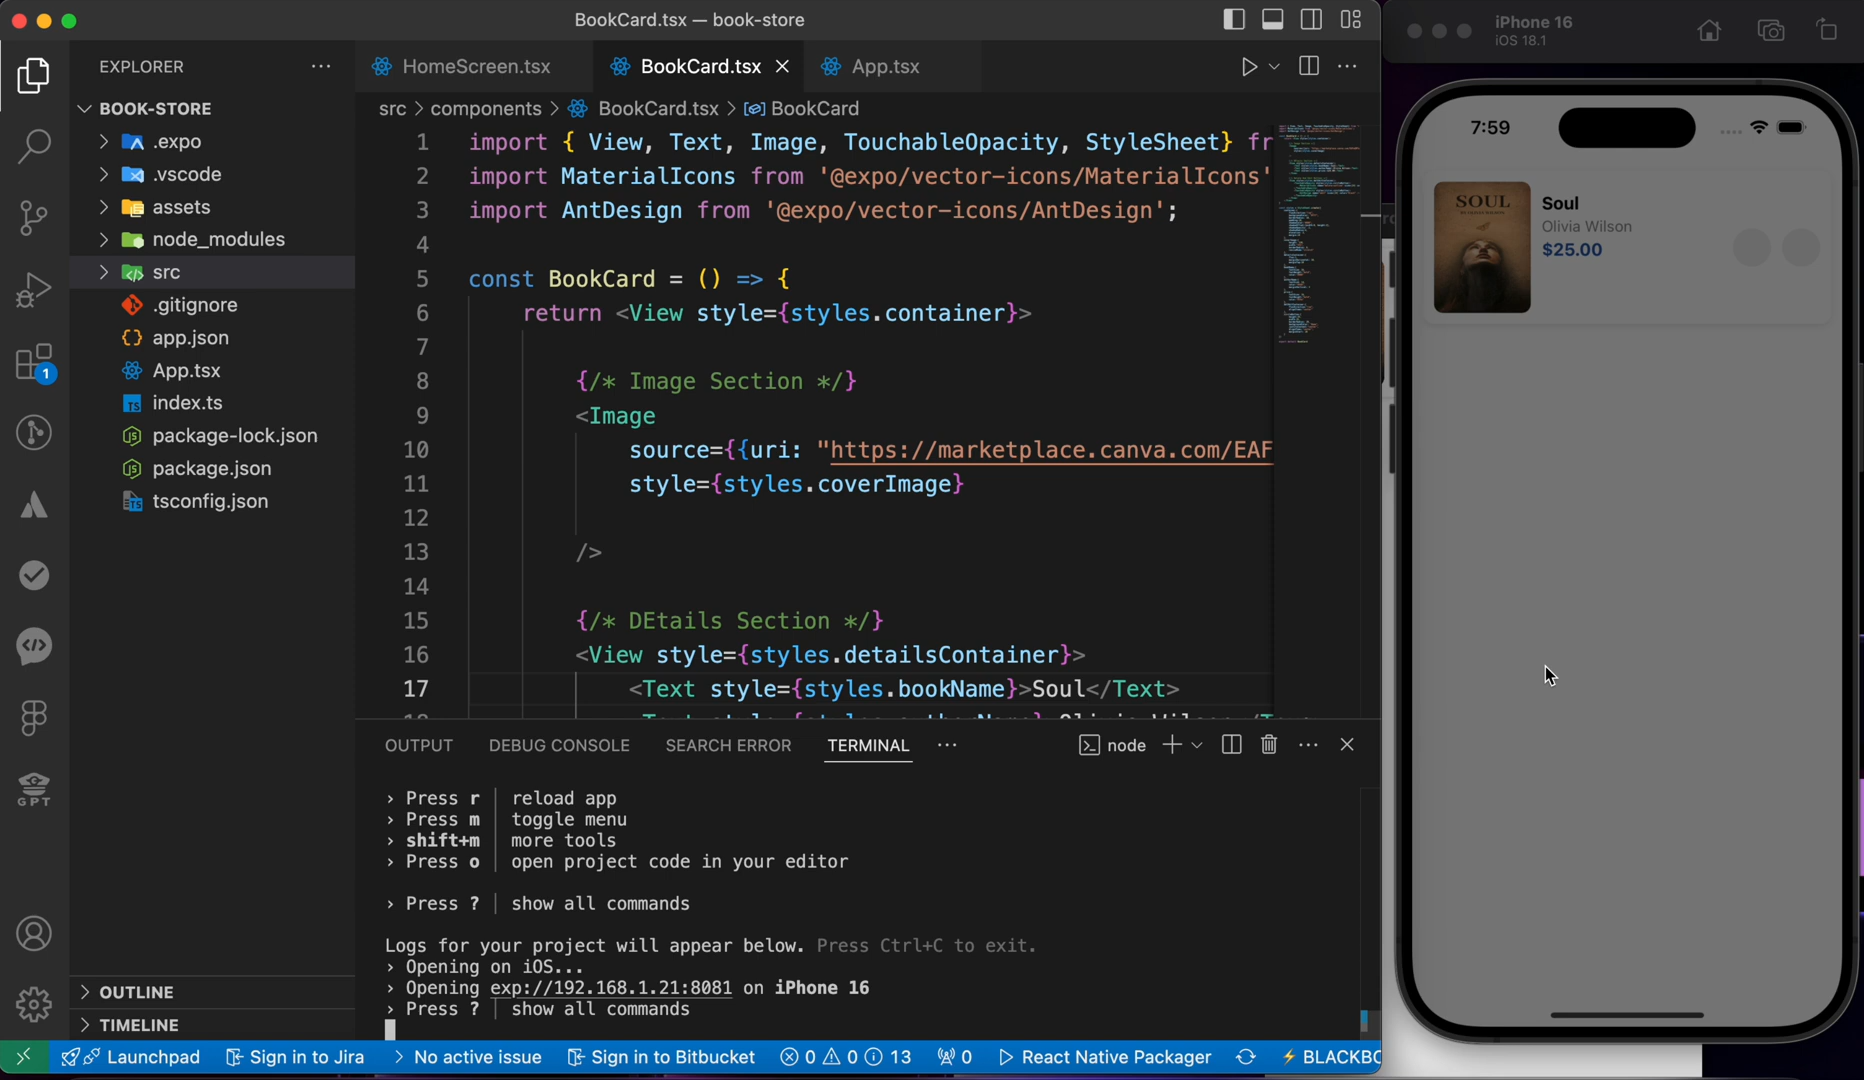 BookCard.tsx — book-store
iPhone 16
iOS 18.1
EXPLORER
HomeScreen.tsx
BookCard.tsx
App.tsx
BOOK-STORE
.expo
.vscode
assets
node_modules
src
.gitignore
app.json
App.tsx
index.ts
package-lock.json
package.json
tsconfig.json
OUTLINE
TIMELINE
1
GPT
src > components > BookCard.tsx > BookCard
1 import { View, Text, Image, TouchableOpacity, StyleSheet} fr
2 import MaterialIcons from '@expo/vector-icons/MaterialIcons'
3 import AntDesign from '@expo/vector-icons/AntDesign';
4
5 const BookCard = () => {
6 return <View style={styles.container}>
7
8 {/* Image Section */}
9 <Image
10 source={{uri: "https://marketplace.canva.com/EAF
11 style={styles.coverImage}
12
13 />
14
15 {/* DEtails Section */}
16 <View style={styles.detailsContainer}>
17 <Text style={styles.bookName}>Soul</Text>
OUTPUT DEBUG CONSOLE SEARCH ERROR TERMINAL
node
› Press r │ reload app
› Press m │ toggle menu
› shift+m │ more tools
› Press o │ open project code in your editor
› Press ? │ show all commands
Logs for your project will appear below. Press Ctrl+C to exit.
› Opening on iOS...
› Opening exp://192.168.1.21:8081 on iPhone 16
› Press ? │ show all commands
Launchpad Sign in to Jira No active issue Sign in to Bitbucket 0 0 13 0 React Native Packager BLACKBO
7:59
SOUL
Soul
Olivia Wilson
$25.00